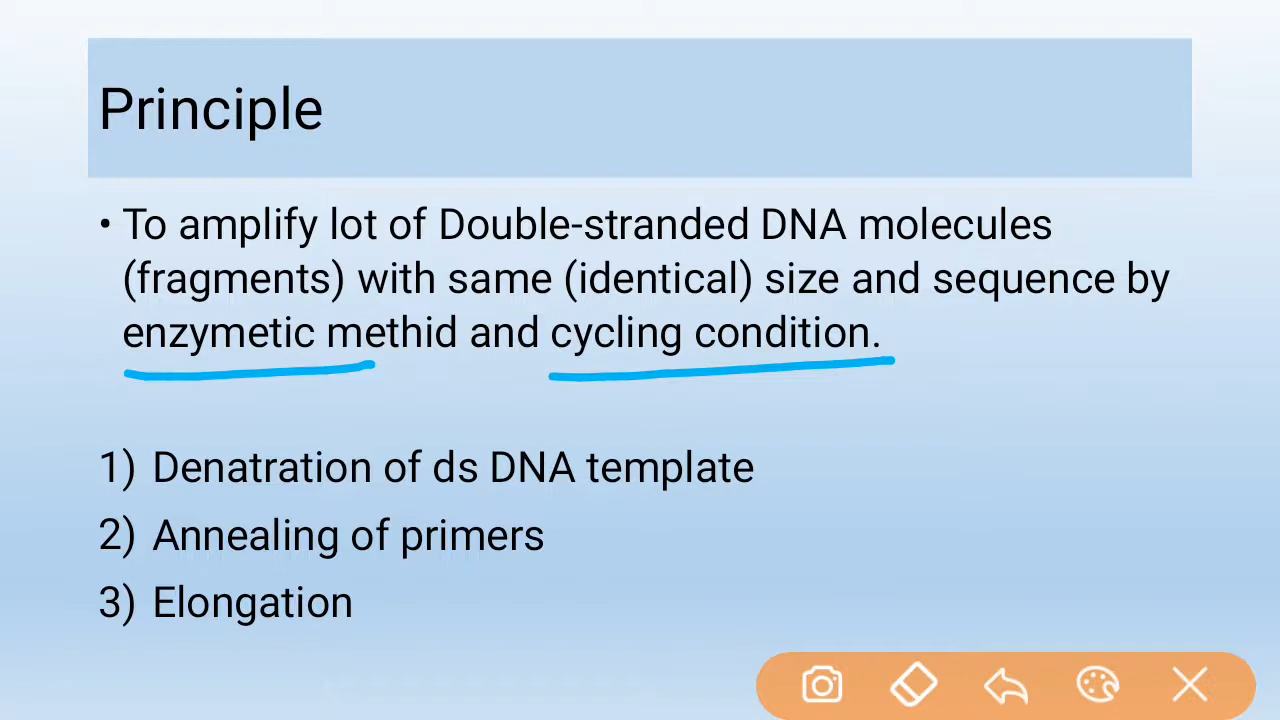 Principle
• To amplify lot of Double-stranded DNA molecules
(fragments) with same (identical) size and sequence by
enzymetic methid and cycling condition.
1) Denatration of ds DNA template
2) Annealing of primers
3) Elongation